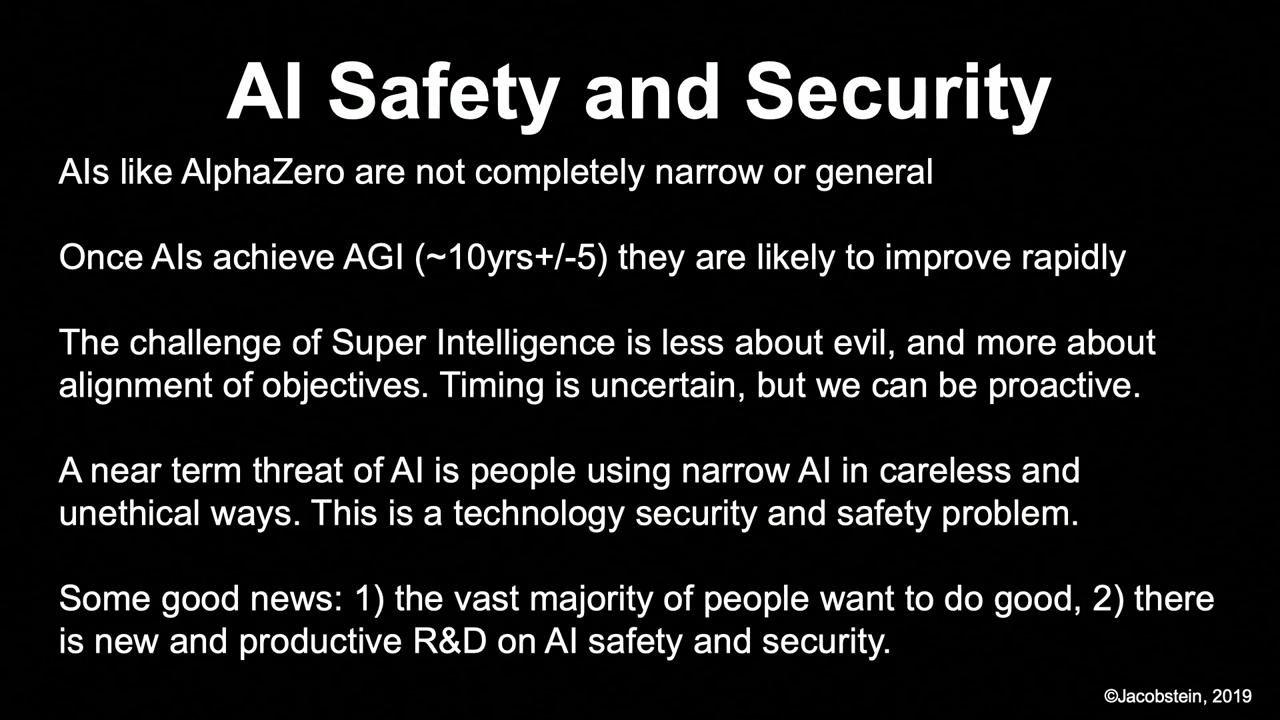 AI Safety and Security
AIs like AlphaZero are not completely narrow or general
Once AIs achieve AGI (~10yrs+/-5) they are likely to improve rapidly
The challenge of Super Intelligence is less about evil, and more about
alignment of objectives. Timing is uncertain, but we can be proactive.
A near term threat of AI is people using narrow AI in careless and
unethical ways. This is a technology security and safety problem.
Some good news: 1) the vast majority of people want to do good, 2) there
is new and productive R&D on AI safety and security.
©Jacobstein, 2019